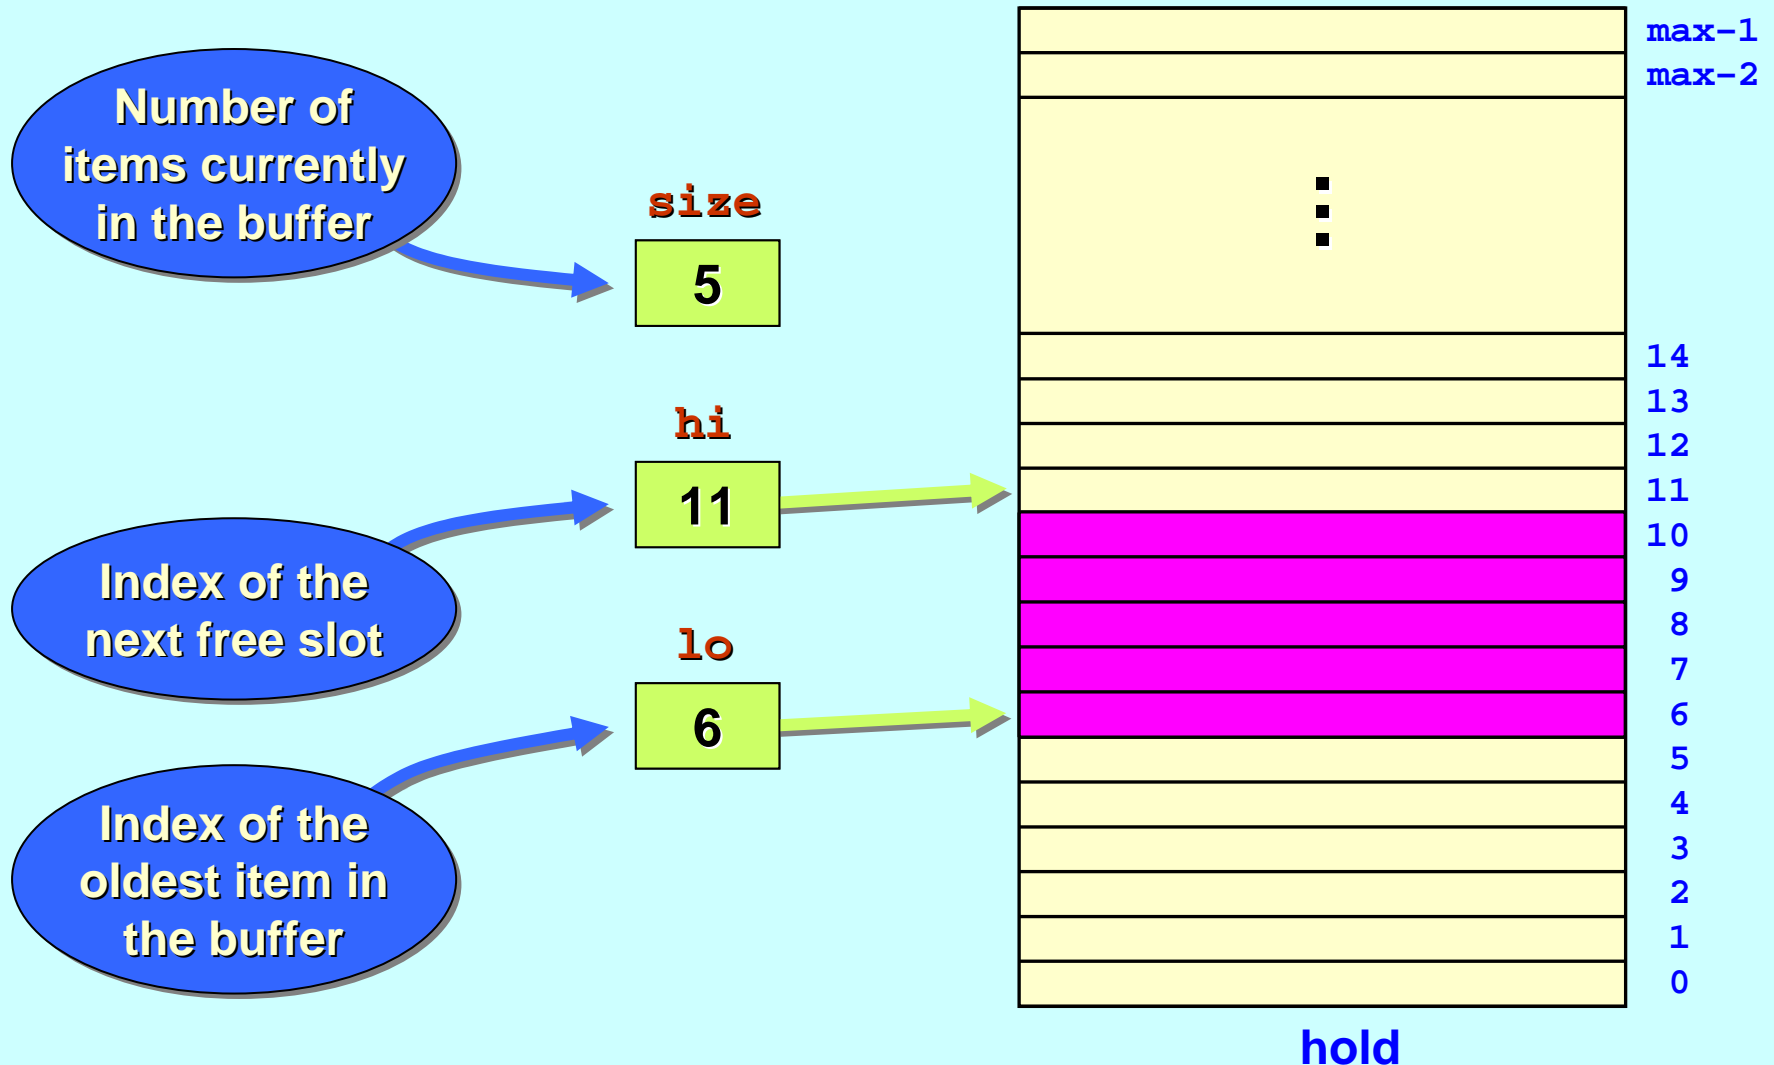 Number of
items currently
in the buffer
size
5
hi
11
Index of the
next free slot
lo
6
Index of the
oldest item in
the buffer
max-1
max-2
14
13
12
11
10
9
8
7
6
5
4
3
2
1
0
hold